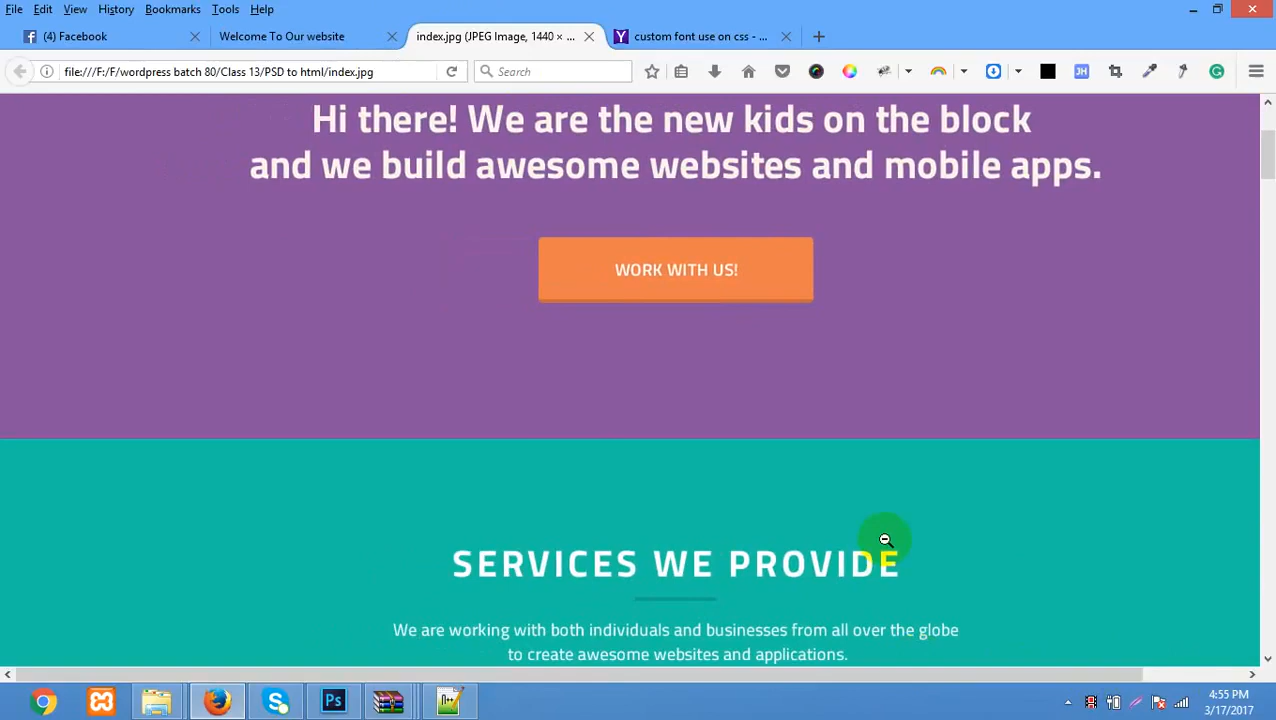 File Edit View History Bookmarks Tools Help
(4) Facebook
Welcome To Our website
index.jpg (JPEG Image, 1440 × ...
custom font use on css - ...
file:///F:/F/wordpress batch 80/Class 13/PSD to html/index.jpg
Search
JH
Hi there! We are the new kids on the block
and we build awesome websites and mobile apps.
WORK WITH US!
SERVICES WE PROVIDE
We are working with both individuals and businesses from all over the globe
to create awesome websites and applications.
Ps
4:55 PM
3/17/2017